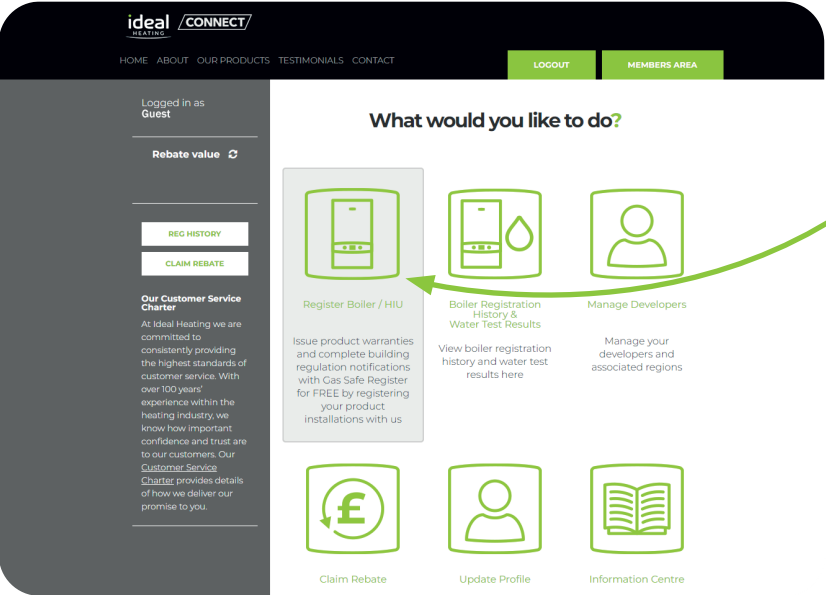 ideal
HEATING
CONNECT
HOME ABOUT OUR PRODUCTS TESTIMONIALS CONTACT
LOGOUT
MEMBERS AREA
Logged in as
Guest
Rebate value
REG HISTORY
CLAIM REBATE
Our Customer Service
Charter
At Ideal Heating we are
committed to
consistently providing
the highest standards of
customer service. With
over 100 years'
experience within the
heating industry, we
know how important
confidence and trust are
to our customers. Our
Customer Service
Charter provides details
of how we deliver our
promise to you.
What would you like to do?
Register Boiler / HIU
Issue product warranties
and complete building
regulation notifications
with Gas Safe Register
for FREE by registering
your product
installations with us
Boiler Registration
History &
Water Test Results
View boiler registration
history and water test
results here
Manage Developers
Manage your
developers and
associated regions
£
Claim Rebate
Update Profile
Information Centre